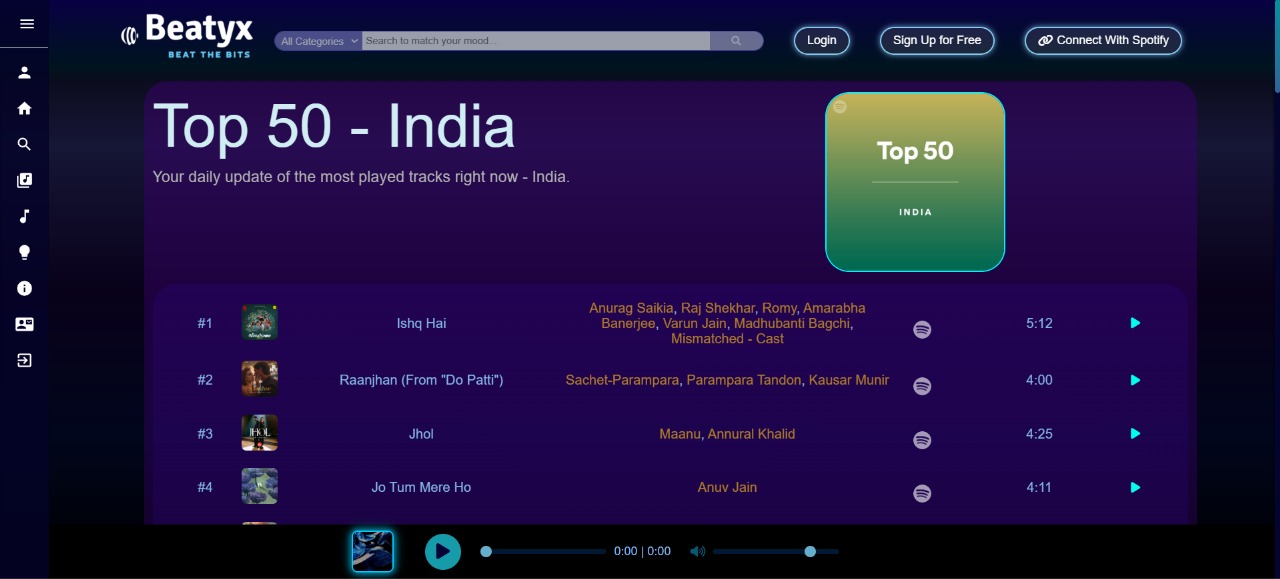 Beatyx
BEAT THE BITS
All Categories
Search to match your mood...
Login
Sign Up for Free
Connect With Spotify
Top 50 - India
Your daily update of the most played tracks right now - India.
Top 50
INDIA
#1
Ishq Hai
Anurag Saikia, Raj Shekhar, Romy, Amarabha
Banerjee, Varun Jain, Madhubanti Bagchi,
Mismatched - Cast
5:12
#2
Raanjhan (From "Do Patti")
Sachet-Parampara, Parampara Tandon, Kausar Munir
4:00
#3
JHOL
Jhol
Maanu, Annural Khalid
4:25
#4
Jo Tum Mere Ho
Anuv Jain
4:11
0:00 | 0:00